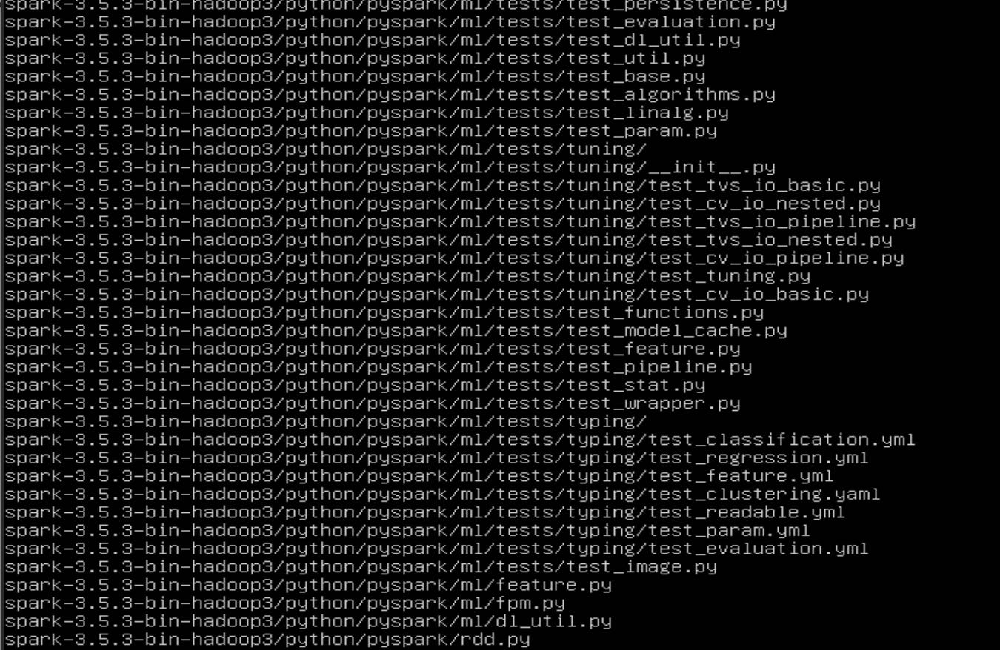 spark-3.5.3-bin-hadoop3/python/pyspark/ml/tests/test_persistence.py
spark-3.5.3-bin-hadoop3/python/pyspark/ml/tests/test_evaluation.py
spark-3.5.3-bin-hadoop3/python/pyspark/ml/tests/test_dl_util.py
spark-3.5.3-bin-hadoop3/python/pyspark/ml/tests/test_util.py
spark-3.5.3-bin-hadoop3/python/pyspark/ml/tests/test_base.py
spark-3.5.3-bin-hadoop3/python/pyspark/ml/tests/test_algorithms.py
spark-3.5.3-bin-hadoop3/python/pyspark/ml/tests/test_linalg.py
spark-3.5.3-bin-hadoop3/python/pyspark/ml/tests/test_param.py
spark-3.5.3-bin-hadoop3/python/pyspark/ml/tests/tuning/
spark-3.5.3-bin-hadoop3/python/pyspark/ml/tests/tuning/__init__.py
spark-3.5.3-bin-hadoop3/python/pyspark/ml/tests/tuning/test_tvs_io_basic.py
spark-3.5.3-bin-hadoop3/python/pyspark/ml/tests/tuning/test_cv_io_nested.py
spark-3.5.3-bin-hadoop3/python/pyspark/ml/tests/tuning/test_tvs_io_pipeline.py
spark-3.5.3-bin-hadoop3/python/pyspark/ml/tests/tuning/test_tvs_io_nested.py
spark-3.5.3-bin-hadoop3/python/pyspark/ml/tests/tuning/test_cv_io_pipeline.py
spark-3.5.3-bin-hadoop3/python/pyspark/ml/tests/tuning/test_tuning.py
spark-3.5.3-bin-hadoop3/python/pyspark/ml/tests/tuning/test_cv_io_basic.py
spark-3.5.3-bin-hadoop3/python/pyspark/ml/tests/test_functions.py
spark-3.5.3-bin-hadoop3/python/pyspark/ml/tests/test_model_cache.py
spark-3.5.3-bin-hadoop3/python/pyspark/ml/tests/test_feature.py
spark-3.5.3-bin-hadoop3/python/pyspark/ml/tests/test_pipeline.py
spark-3.5.3-bin-hadoop3/python/pyspark/ml/tests/test_stat.py
spark-3.5.3-bin-hadoop3/python/pyspark/ml/tests/test_wrapper.py
spark-3.5.3-bin-hadoop3/python/pyspark/ml/tests/typing/
spark-3.5.3-bin-hadoop3/python/pyspark/ml/tests/typing/test_classification.yml
spark-3.5.3-bin-hadoop3/python/pyspark/ml/tests/typing/test_regression.yml
spark-3.5.3-bin-hadoop3/python/pyspark/ml/tests/typing/test_feature.yml
spark-3.5.3-bin-hadoop3/python/pyspark/ml/tests/typing/test_clustering.yaml
spark-3.5.3-bin-hadoop3/python/pyspark/ml/tests/typing/test_readable.yml
spark-3.5.3-bin-hadoop3/python/pyspark/ml/tests/typing/test_param.yml
spark-3.5.3-bin-hadoop3/python/pyspark/ml/tests/typing/test_evaluation.yml
spark-3.5.3-bin-hadoop3/python/pyspark/ml/tests/test_image.py
spark-3.5.3-bin-hadoop3/python/pyspark/ml/feature.py
spark-3.5.3-bin-hadoop3/python/pyspark/ml/fpm.py
spark-3.5.3-bin-hadoop3/python/pyspark/ml/dl_util.py
spark-3.5.3-bin-hadoop3/python/pyspark/rdd.py